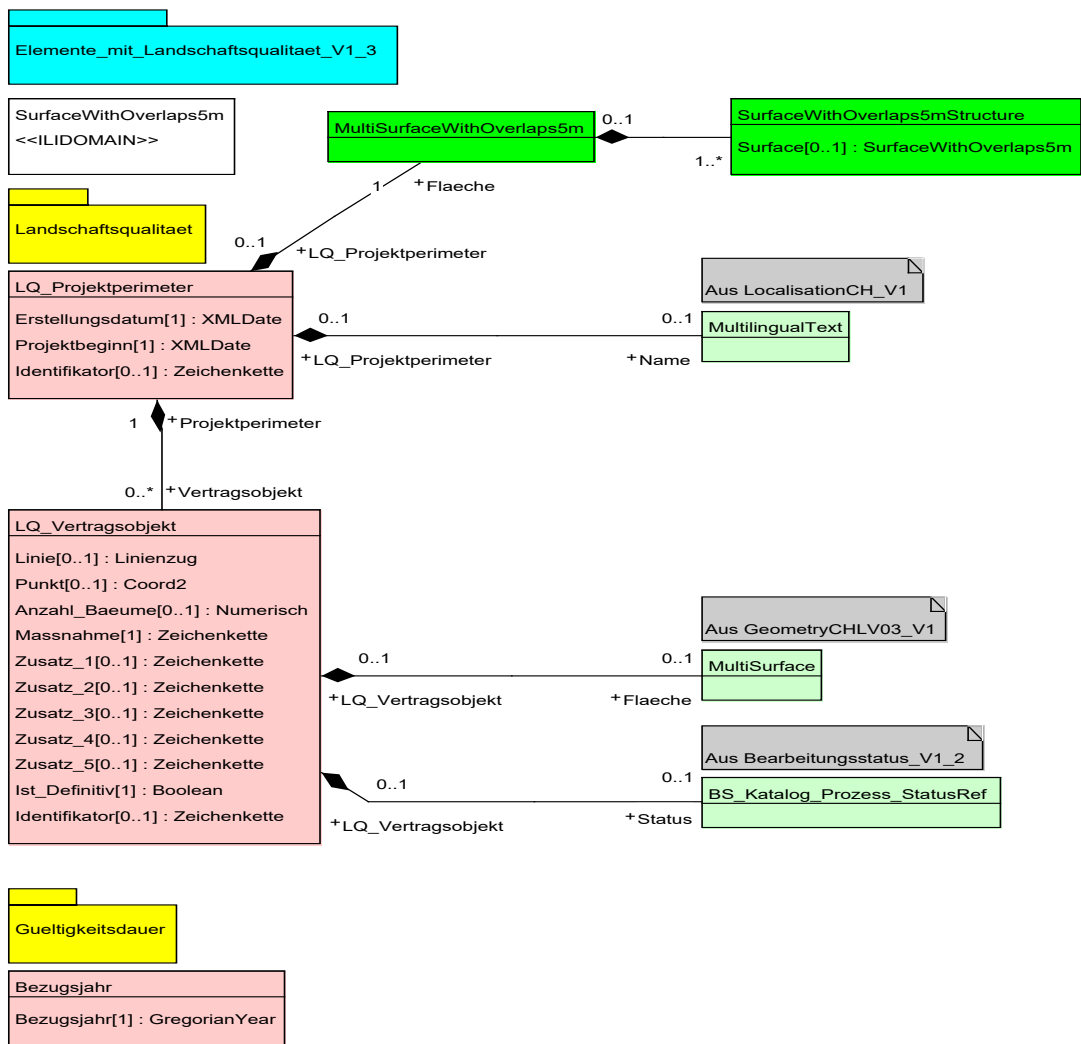 Elemente_mit_Landschaftsqualitaet_V1_3
SurfaceWithOverlaps5m
<<ILIDOMAIN>>
MultiSurfaceWithOverlaps5m
0..1
1..*
SurfaceWithOverlaps5mStructure
Surface[0..1] : SurfaceWithOverlaps5m
1
+Flaeche
Landschaftsqualitaet
0..1
+LQ_Projektperimeter
LQ_Projektperimeter
Erstellungsdatum[1] : XMLDate
Projektbeginn[1] : XMLDate
Identifikator[0..1] : Zeichenkette
0..1
+LQ_Projektperimeter
0..1
+Name
Aus LocalisationCH_V1
MultilingualText
1
+Projektperimeter
0..*
+Vertragsobjekt
LQ_Vertragsobjekt
Linie[0..1] : Linienzug
Punkt[0..1] : Coord2
Anzahl_Baeume[0..1] : Numerisch
Massnahme[1] : Zeichenkette
Zusatz_1[0..1] : Zeichenkette
Zusatz_2[0..1] : Zeichenkette
Zusatz_3[0..1] : Zeichenkette
Zusatz_4[0..1] : Zeichenkette
Zusatz_5[0..1] : Zeichenkette
Ist_Definitiv[1] : Boolean
Identifikator[0..1] : Zeichenkette
0..1
+LQ_Vertragsobjekt
0..1
+Flaeche
Aus GeometryCHLV03_V1
MultiSurface
0..1
+LQ_Vertragsobjekt
0..1
+Status
Aus Bearbeitungsstatus_V1_2
BS_Katalog_Prozess_StatusRef
Gueltigkeitsdauer
Bezugsjahr
Bezugsjahr[1] : GregorianYear